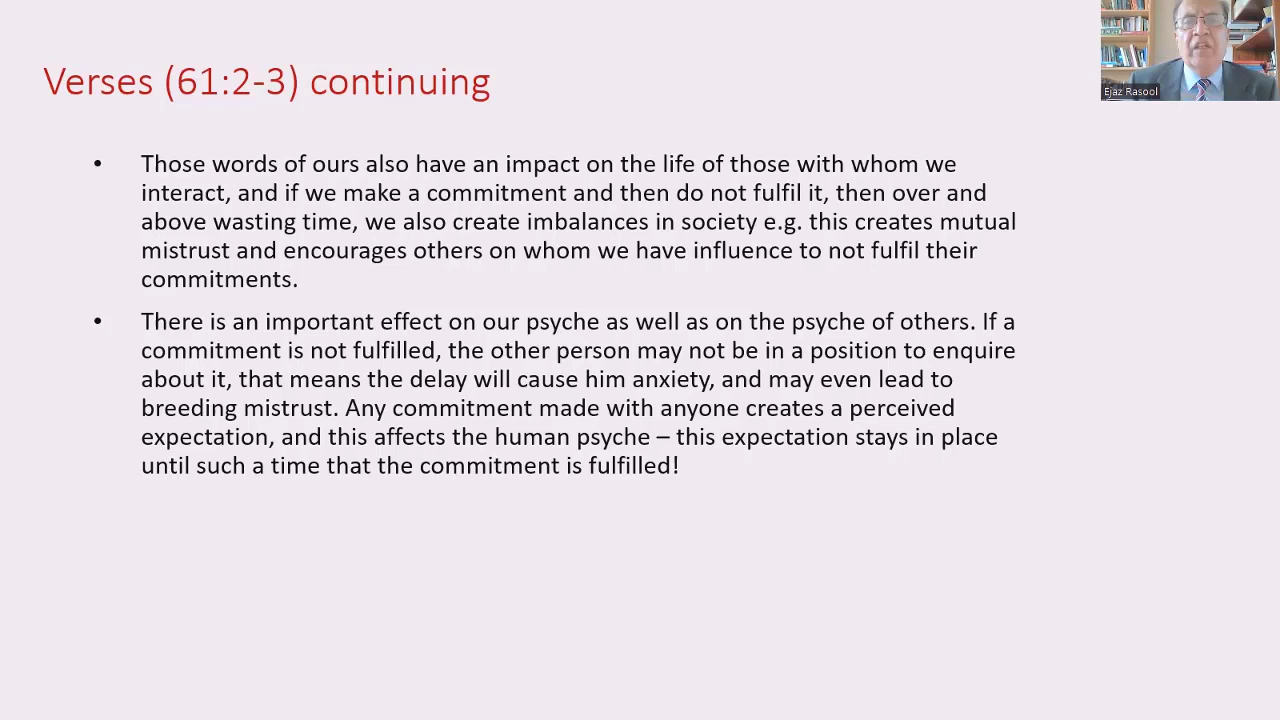 Verses (61:2-3) continuing
Ejaz Rasool
• Those words of ours also have an impact on the life of those with whom we
interact, and if we make a commitment and then do not fulfil it, then over and
above wasting time, we also create imbalances in society e.g. this creates mutual
mistrust and encourages others on whom we have influence to not fulfil their
commitments.
• There is an important effect on our psyche as well as on the psyche of others. If a
commitment is not fulfilled, the other person may not be in a position to enquire
about it, that means the delay will cause him anxiety, and may even lead to
breeding mistrust. Any commitment made with anyone creates a perceived
expectation, and this affects the human psyche – this expectation stays in place
until such a time that the commitment is fulfilled!